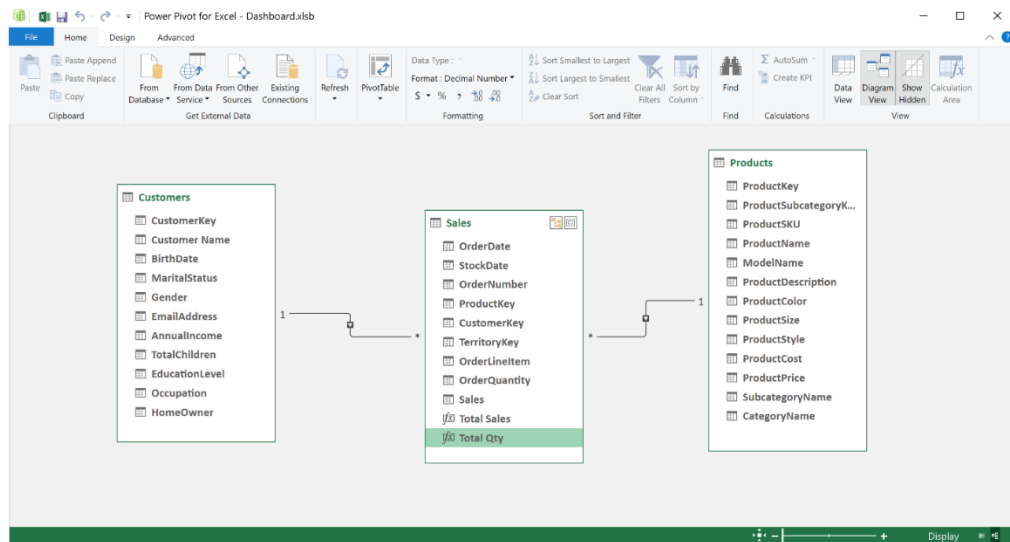 Power Pivot for Excel - Dashboard.xlsb
File Home Design Advanced
Paste
Paste Append
Paste Replace
Copy
Clipboard
From Database
From Data Service
From Other Sources
Existing Connections
Get External Data
Refresh
PivotTable
Data Type :
Format : Decimal Number
$ % , .00 .00
Formatting
Sort Smallest to Largest
Sort Largest to Smallest
Clear Sort
Clear All Filters
Sort by Column
Sort and Filter
Find
Find
AutoSum
Create KPI
Calculations
Data View
Diagram View
Show Hidden
Calculation Area
View
Customers
CustomerKey
Customer Name
BirthDate
MaritalStatus
Gender
EmailAddress
AnnualIncome
TotalChildren
EducationLevel
Occupation
HomeOwner
1
*
Sales
OrderDate
StockDate
OrderNumber
ProductKey
CustomerKey
TerritoryKey
OrderLineItem
OrderQuantity
Sales
Total Sales
Total Qty
*
1
Products
ProductKey
ProductSubcategoryK...
ProductSKU
ProductName
ModelName
ProductDescription
ProductColor
ProductSize
ProductStyle
ProductCost
ProductPrice
SubcategoryName
CategoryName
Display